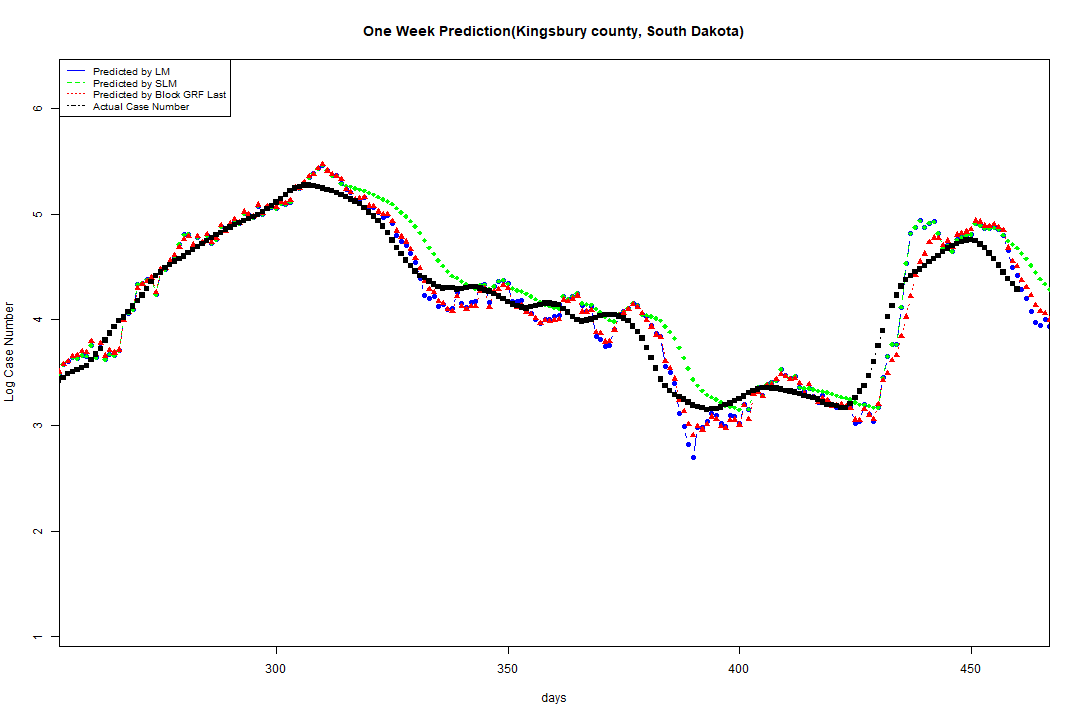 One Week Prediction(Kingsbury county, South Dakota)
Predicted by LM
Predicted by SLM
Predicted by Block GRF Last
Actual Case Number
6
5
4
3
2
1
Log Case Number
300 350 400 450
days